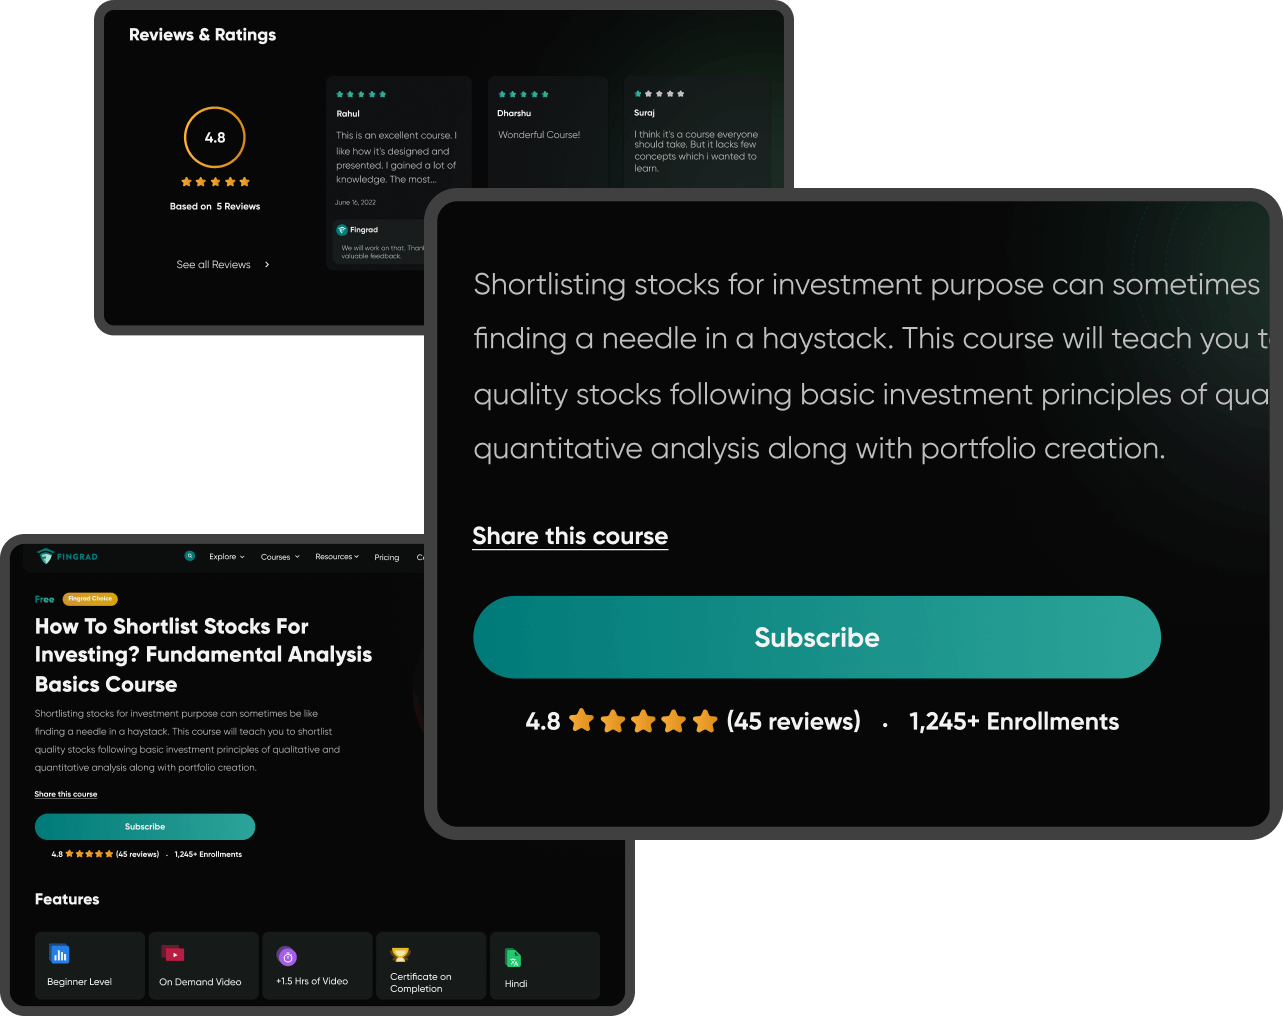 Reviews & Ratings
4.8
Based on 5 Reviews
See all Reviews
Rahul
This is an excellent course. I
like how it's designed and
presented. I gained a lot of
knowledge. The most...
June 16, 2022
Fingrad
We will work on that. Thank
valuable feedback.
Dharshu
Wonderful Course!
Suraj
I think it's a course everyone
should take. But it lacks few
concepts which i wanted to
learn.
Shortlisting stocks for investment purpose can sometimes
finding a needle in a haystack. This course will teach you
quality stocks following basic investment principles of
quantitative analysis along with portfolio creation.
Share this course
Subscribe
4.8 (45 reviews) . 1,245+ Enrollments
FINGRAD
Explore
Courses
Resources
Pricing
Free
Fingrad Choice
How To Shortlist Stocks For
Investing? Fundamental Analysis
Basics Course
Shortlisting stocks for investment purpose can sometimes be like
finding a needle in a haystack. This course will teach you to shortlist
quality stocks following basic investment principles of qualitative and
quantitative analysis along with portfolio creation.
Share this course
Subscribe
4.8 (45 reviews) . 1,245+ Enrollments
Features
Beginner Level
On Demand Video
+1.5 Hrs of Video
Certificate on
Completion
Hindi